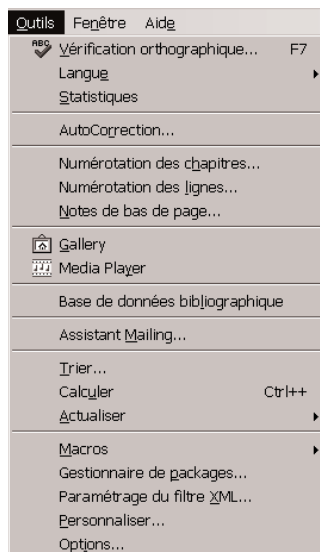 Outils Fenêtre Aide
ABC Vérification orthographique... F7
Langue
Statistiques
AutoCorrection...
Numérotation des chapitres...
Numérotation des lignes...
Notes de bas de page...
Gallery
Media Player
Base de données bibliographique
Assistant Mailing...
Trier...
Calculer Ctrl++
Actualiser
Macros
Gestionnaire de packages...
Paramétrage du filtre XML...
Personnaliser...
Options...